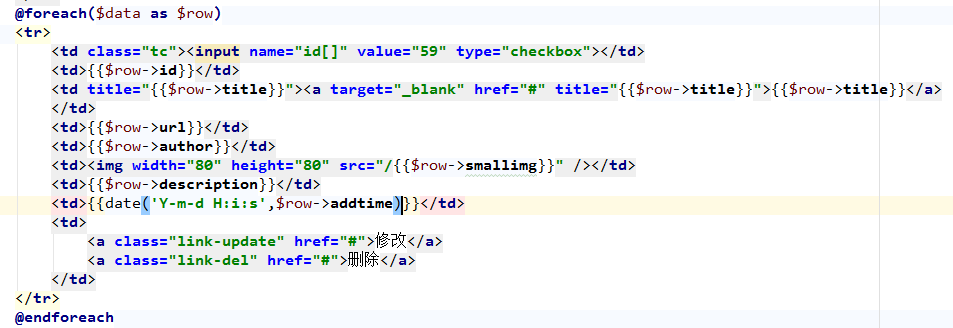 @foreach($data as $row)
<tr>
<td class="tc"><input name="id[]" value="59" type="checkbox"></td>
<td>{{$row->id}}</td>
<td title="{{$row->title}}"><a target="_blank" href="#" title="{{$row->title}}">{{$row->title}}</a>
</td>
<td>{{$row->url}}</td>
<td>{{$row->author}}</td>
<td><img width="80" height="80" src="/{{$row->smallimg}}" /></td>
<td>{{$row->description}}</td>
<td>{{date('Y-m-d H:i:s',$row->addtime)}}</td>
<td>
<a class="link-update" href="#">修改</a>
<a class="link-del" href="#">删除</a>
</td>
</tr>
@endforeach